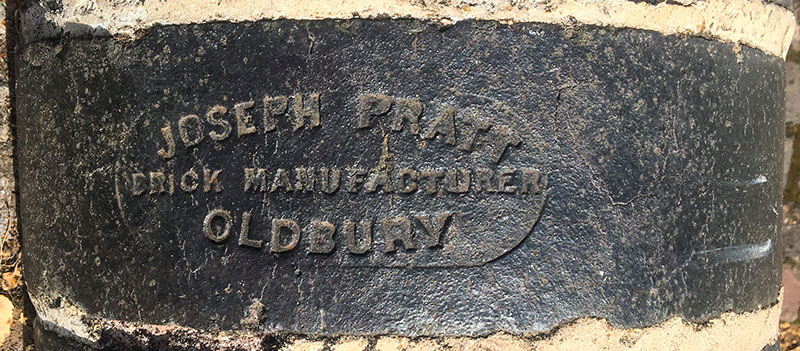 JOSEPH PRATT
BRICK MANUFACTURER
OLDBURY